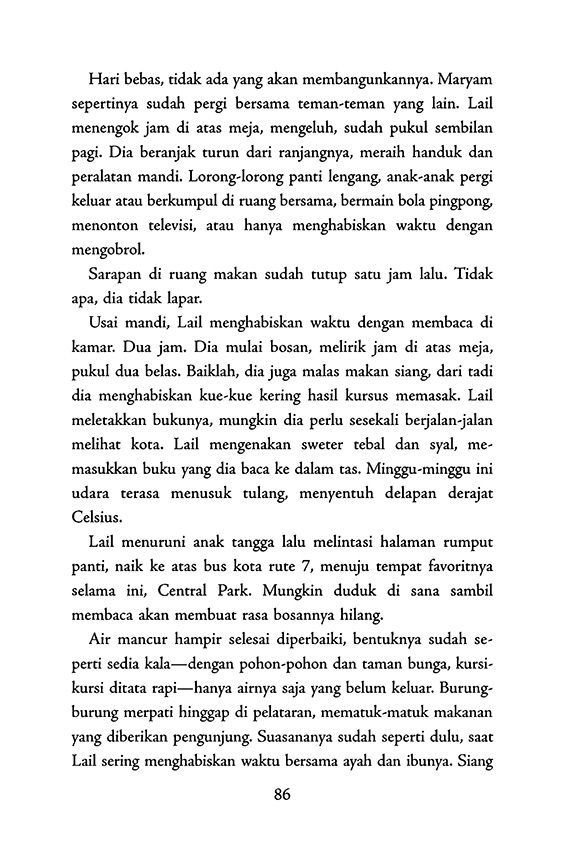 Hari bebas, tidak ada yang akan membangunkannya. Maryam
sepertinya sudah pergi bersama teman-teman yang lain. Lail
menengok jam di atas meja, mengeluh, sudah pukul sembilan
pagi. Dia beranjak turun dari ranjangnya, meraih handuk dan
peralatan mandi. Lorong-lorong panti lengang, anak-anak pergi
keluar atau berkumpul di ruang bersama, bermain bola pingpong,
menonton televisi, atau hanya menghabiskan waktu dengan
mengobrol.
Sarapan di ruang makan sudah tutup satu jam lalu. Tidak
apa, dia tidak lapar.
Usai mandi, Lail menghabiskan waktu dengan membaca di
kamar. Dua jam. Dia mulai bosan, melirik jam di atas meja,
pukul dua belas. Baiklah, dia juga malas makan siang, dari tadi
dia menghabiskan kue-kue kering hasil kursus memasak. Lail
meletakkan bukunya, mungkin dia perlu sesekali berjalan-jalan
melihat kota. Lail mengenakan sweter tebal dan syal, me-
masukkan buku yang dia baca ke dalam tas. Minggu-minggu ini
udara terasa menusuk tulang, menyentuh delapan derajat
Celsius.
Lail menuruni anak tangga lalu melintasi halaman rumput
panti, naik ke atas bus kota rute 7, menuju tempat favoritnya
selama ini, Central Park. Mungkin duduk di sana sambil
membaca akan membuat rasa bosannya hilang.
Air mancur hampir selesai diperbaiki, bentuknya sudah se-
perti sedia kala—dengan pohon-pohon dan taman bunga, kursi-
kursi ditata rapi—hanya airnya saja yang belum keluar. Burung-
burung merpati hinggap di pelataran, mematuk-matuk makanan
yang diberikan pengunjung. Suasananya sudah seperti dulu, saat
Lail sering menghabiskan waktu bersama ayah dan ibunya. Siang
86